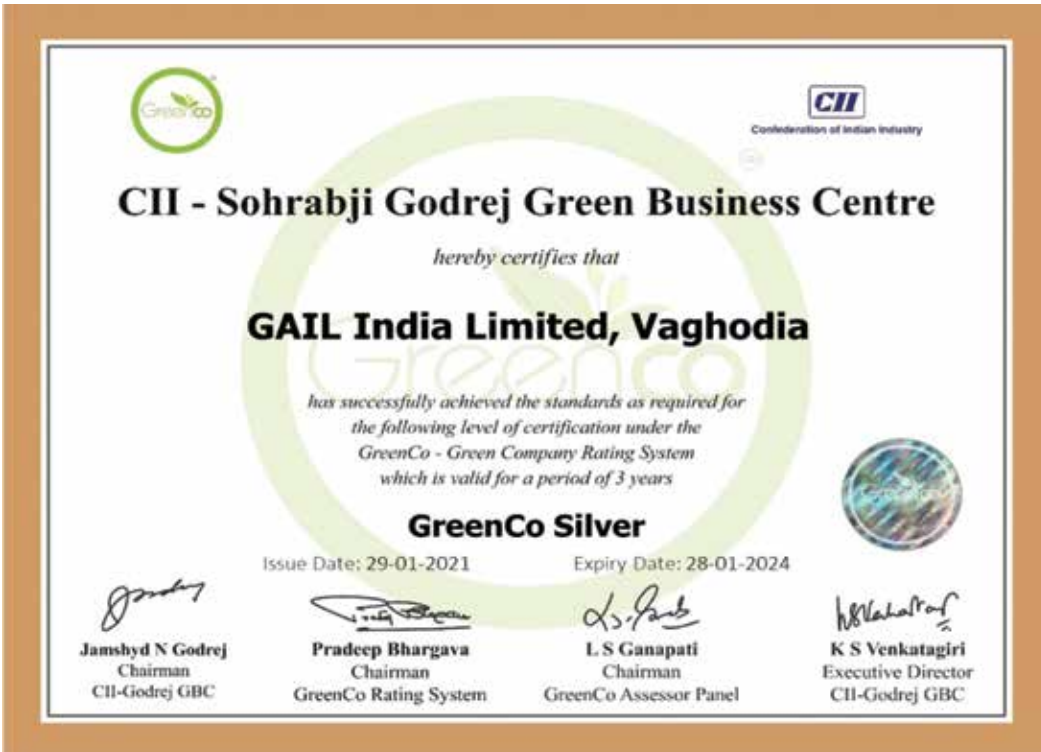 Greenco
CII
Confederation of Indian Industry
CII - Sohrabji Godrej Green Business Centre
hereby certifies that
GAIL India Limited, Vaghodia
Greenco
has successfully achieved the standards as required for
the following level of certification under the
GreenCo - Green Company Rating System
which is valid for a period of 3 years
Greenco
GreenCo Silver
Issue Date: 29-01-2021 Expiry Date: 28-01-2024
Jamshyd N Godrej Pradeep Bhargava L S Ganapati K S Venkatagiri
Chairman Chairman Chairman Executive Director
CII-Godrej GBC GreenCo Rating System GreenCo Assessor Panel CII-Godrej GBC